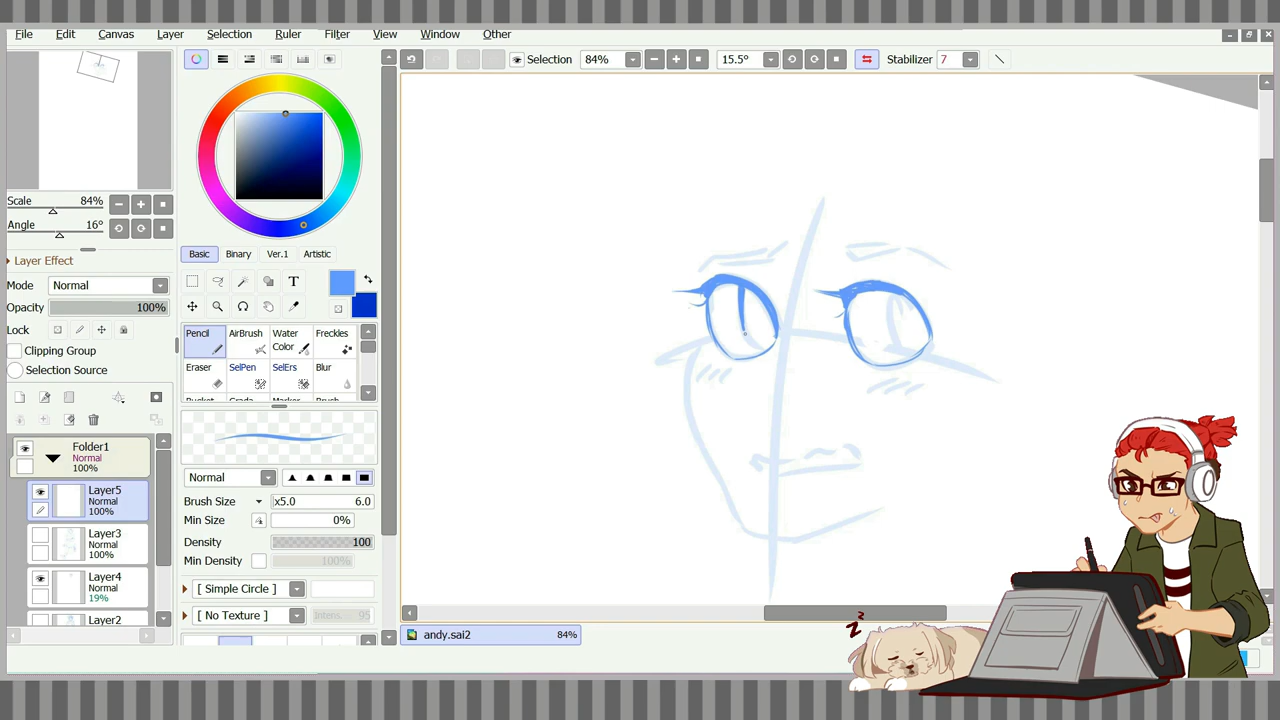 File Edit Canvas Layer Selection Ruler Filter View Window Other
Selection 84% 15.5° Stabilizer 7
Scale 84%
Angle 16°
Layer Effect
Mode Normal
Opacity 100%
Lock
Clipping Group
Selection Source
Folder1
Normal
100%
Layer5
Normal
100%
Layer3
Normal
100%
Layer4
Normal
19%
Layer2
Basic Binary Ver.1 Artistic
T
Pencil AirBrush Water Color Freckles
Eraser SelPen SelErs Blur
Bucket Grada Marker Brush
Normal
Brush Size x5.0 6.0
Min Size 0%
Density 100
Min Density 100%
[ Simple Circle ]
[ No Texture ] Intens. 95
andy.sai2 84%
z
z